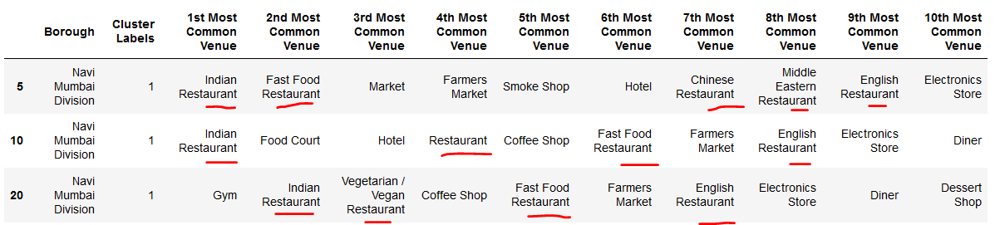 Borough Cluster Labels 1st Most Common Venue 2nd Most Common Venue 3rd Most Common Venue 4th Most Common Venue 5th Most Common Venue 6th Most Common Venue 7th Most Common Venue 8th Most Common Venue 9th Most Common Venue 10th Most Common Venue
5 Navi Mumbai Division 1 Indian Restaurant Fast Food Restaurant Market Farmers Market Smoke Shop Hotel Chinese Restaurant Middle Eastern Restaurant English Restaurant Electronics Store
10 Navi Mumbai Division 1 Indian Restaurant Food Court Hotel Restaurant Coffee Shop Fast Food Restaurant Farmers Market English Restaurant Electronics Store Diner
20 Navi Mumbai Division 1 Gym Indian Restaurant Vegetarian / Vegan Restaurant Coffee Shop Fast Food Restaurant Farmers Market English Restaurant Electronics Store Diner Dessert Shop